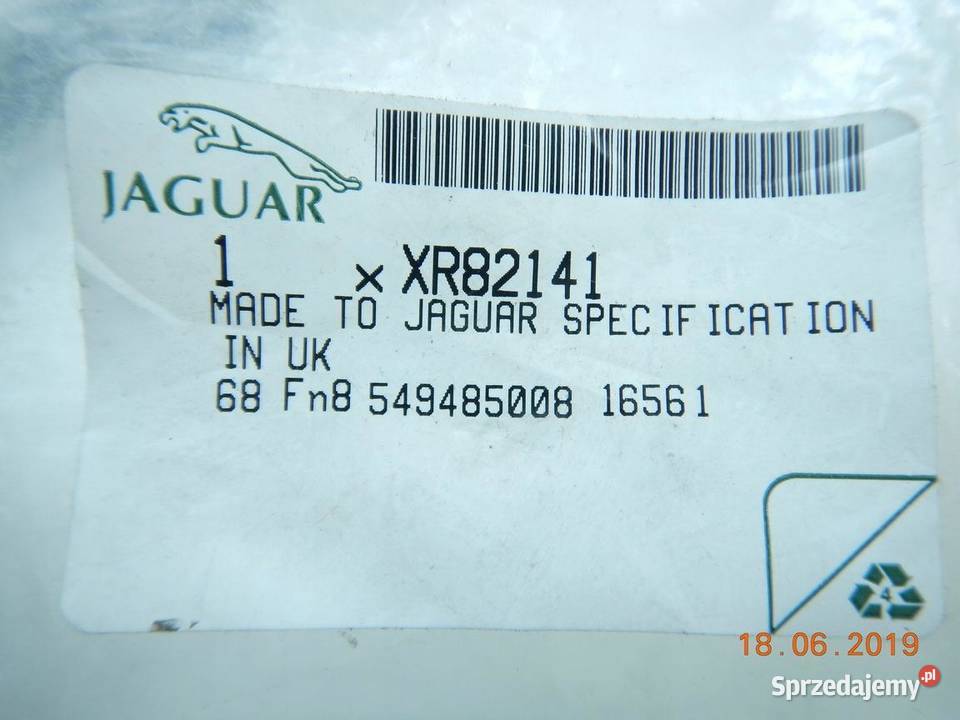 JAGUAR
1 x XR82141
MADE TO JAGUAR SPECIFICATION
IN UK
68 Fn8 549485008 16561
4
18.06.2019
Sprzedajemy.pl